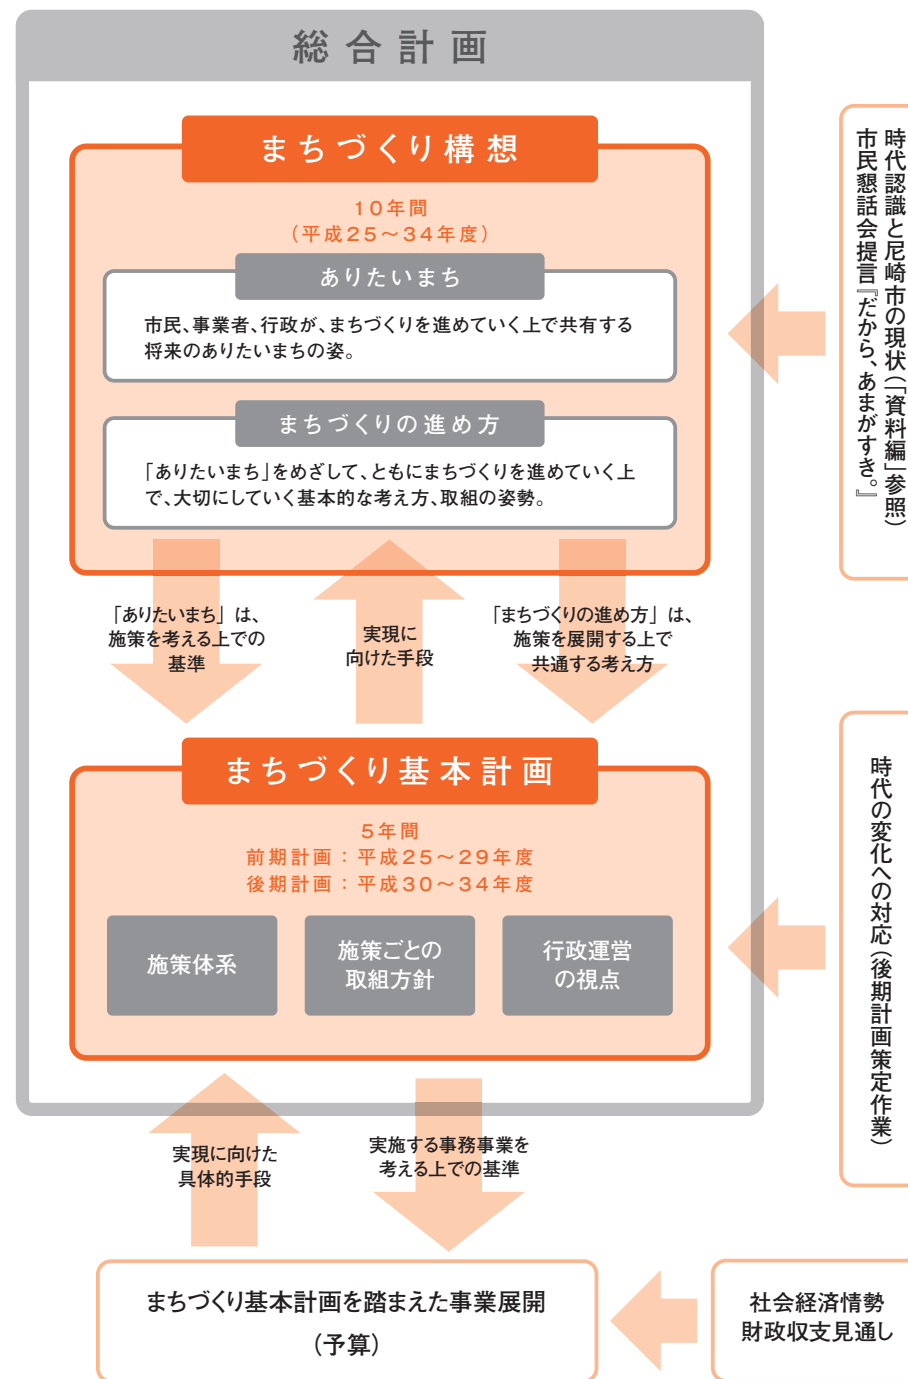 総合計画
まちづくり構想
10年間
（平成25～34年度）
ありたいまち
市民、事業者、行政が、まちづくりを進めていく上で共有する
将来のありたいまちの姿。
まちづくりの進め方
「ありたいまち」をめざして、ともにまちづくりを進めていく上
で、大切にしていく基本的な考え方、取組の姿勢。
時代認識と尼崎市の現状（「資料編」参照）
市民懇話会提言『だから、あまがすき。』
「ありたいまち」は、
施策を考える上での
基準
実現に
向けた手段
「まちづくりの進め方」は、
施策を展開する上で
共通する考え方
まちづくり基本計画
5年間
前期計画：平成25～29年度
後期計画：平成30～34年度
施策体系
施策ごとの
取組方針
行政運営
の視点
時代の変化への対応（後期計画策定作業）
実現に向けた
具体的手段
実施する事務事業を
考える上での基準
まちづくり基本計画を踏まえた事業展開
（予算）
社会経済情勢
財政収支見通し